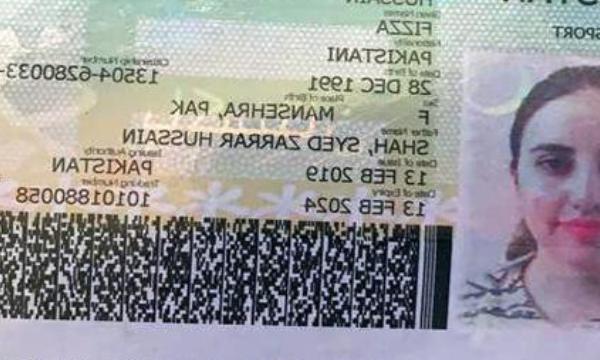 SPORT
HUSSAIN
Given Names
FIZZA
Nationality
PAKISTANI
Date of Birth Citizenship Number
28 DEC 1991 13504-6280033-
Sex Place of Birth
F MANSEHRA, PAK
Father Name
SHAH, SYED ZARRAR HUSSAIN
Date of Issue Issuing Authority
13 FEB 2019 PAKISTAN
Date of Expiry Tracking Number
13 FEB 2024 10101880058